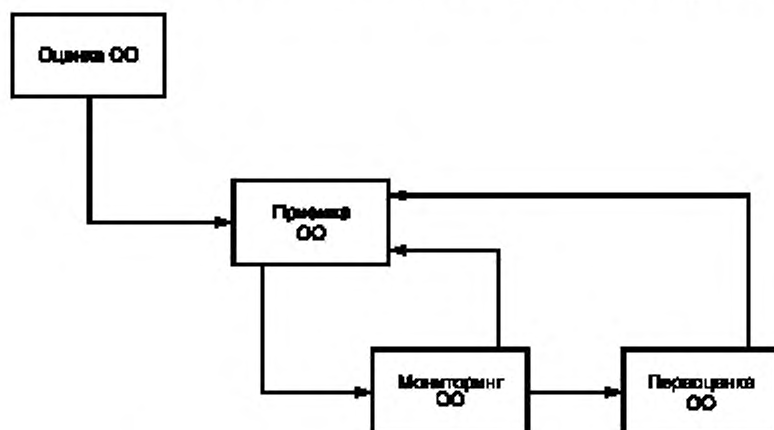 Оценка ОО
Приемка
ОО
Мониторинг
ОО
Переоценка
ОО